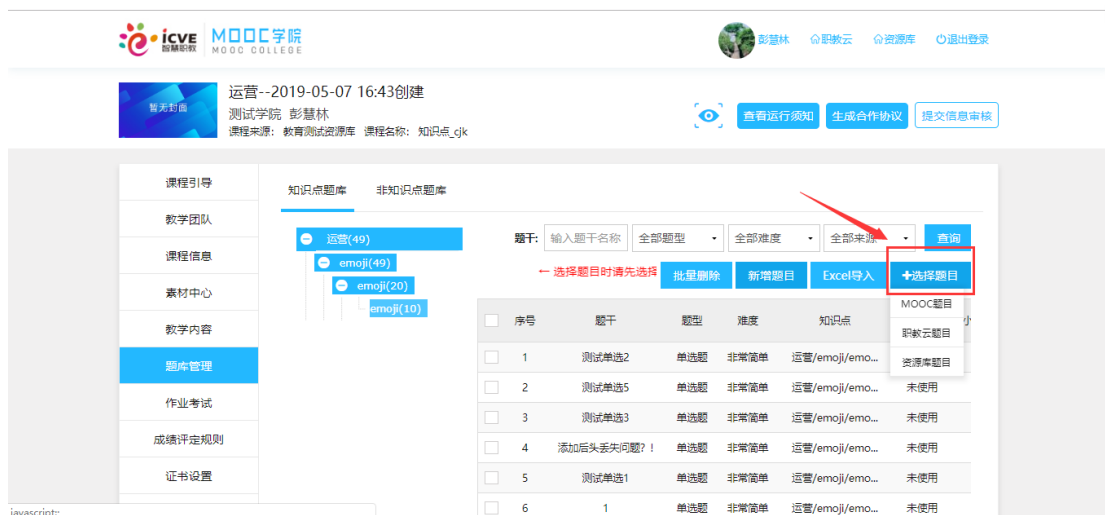 icve 智慧职教 MOOC学院 MOOC COLLEGE
彭慧林 职教云 资源库 退出登录
暂无封面
运营--2019-05-07 16:43创建
测试学院 彭慧林
课程来源： 教育测试资源库 课程名称： 知识点_cjk
查看运行须知 生成合作协议 提交信息审核
课程引导
教学团队
课程信息
素材中心
教学内容
题库管理
作业考试
成绩评定规则
证书设置
知识点题库 非知识点题库
运营(49)
emoji(49)
emoji(20)
emoji(10)
题干: 输入题干名称 全部题型 全部难度 全部来源 查询
← 选择题目时请先选择 批量删除 新增题目 Excel导入 +选择题目
MOOC题目
职教云题目
资源库题目
序号 题干 题型 难度 知识点
1 测试单选2 单选题 非常简单 运营/emoji/emo...
2 测试单选5 单选题 非常简单 运营/emoji/emo... 未使用
3 测试单选3 单选题 非常简单 运营/emoji/emo... 未使用
4 添加后头丢失问题？！ 单选题 非常简单 运营/emoji/emo... 未使用
5 测试单选1 单选题 非常简单 运营/emoji/emo... 未使用
6 1 单选题 非常简单 运营/emoji/emo... 未使用
javascript:;